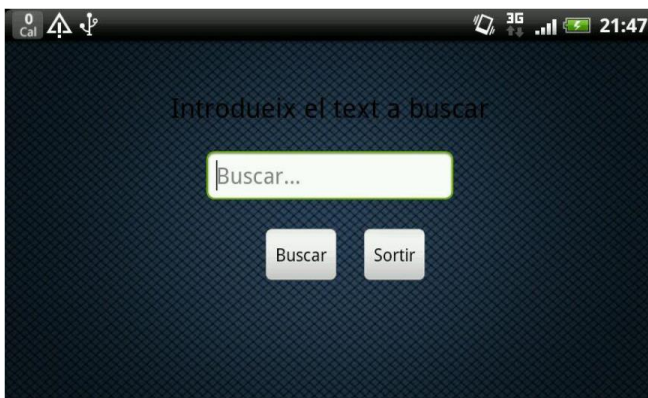 0
Cal
3G
21:47
Introdueix el text a buscar
Buscar...
Buscar
Sortir